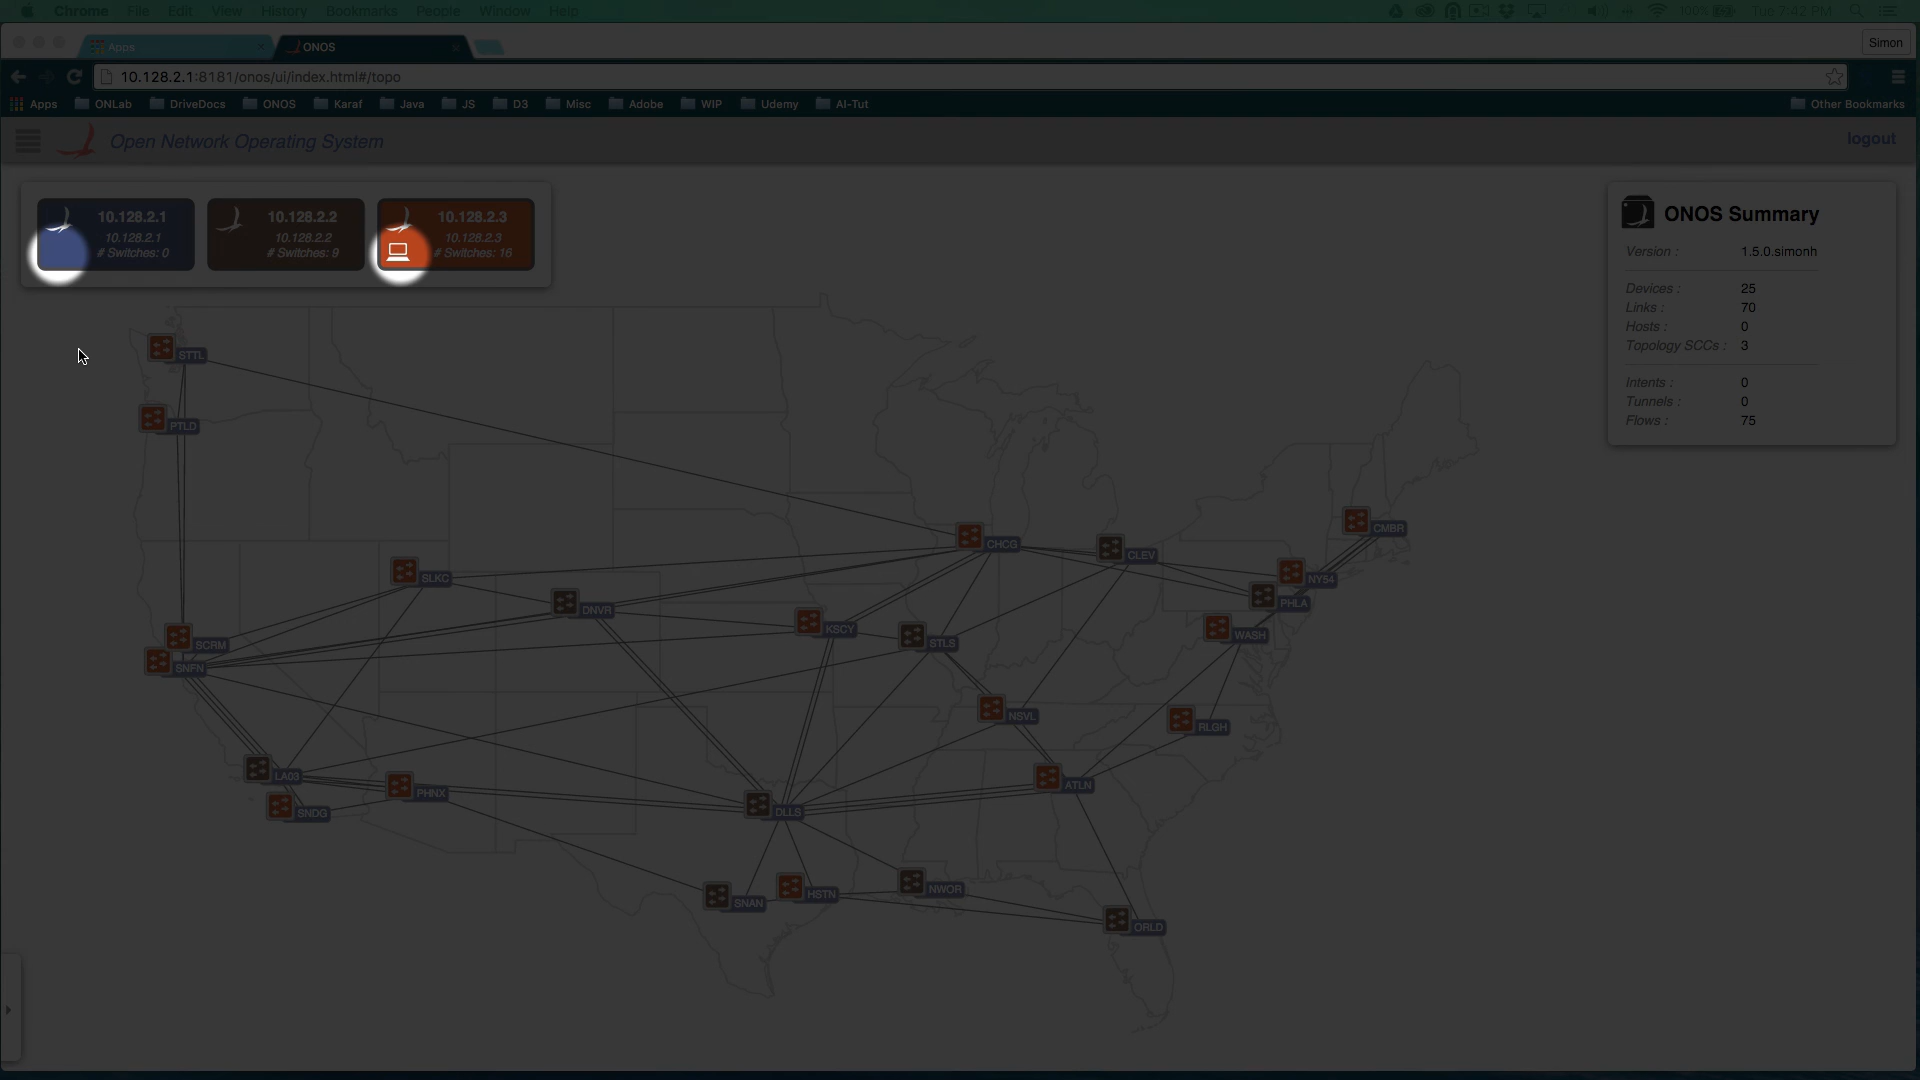 Chrome File Edit View History Bookmarks People Window Help 100% Tue 7:42 PM
Apps ONOS Simon
10.128.2.1:8181/onos/ui/index.html#/topo
Apps ONLab DriveDocs ONOS Karaf Java JS D3 Misc Adobe WIP Udemy AI-Tut Other Bookmarks
Open Network Operating System logout
10.128.2.1
10.128.2.1
# Switches: 0
10.128.2.2
10.128.2.2
# Switches: 9
10.128.2.3
10.128.2.3
# Switches: 16
ONOS Summary
Version : 1.5.0.simonh
Devices : 25
Links : 70
Hosts : 0
Topology SCCs : 3
Intents : 0
Tunnels : 0
Flows : 75
STTL
PTLD
CMBR
CHCG
CLEV
SLKC
NY54
PHLA
DNVR
KSCY
WASH
STLS
SCRM
SNFN
NSVL
RLGH
LA03
ATLN
PHNX
SNDG
DLLS
NWOR
HSTN
SNAN
ORLD